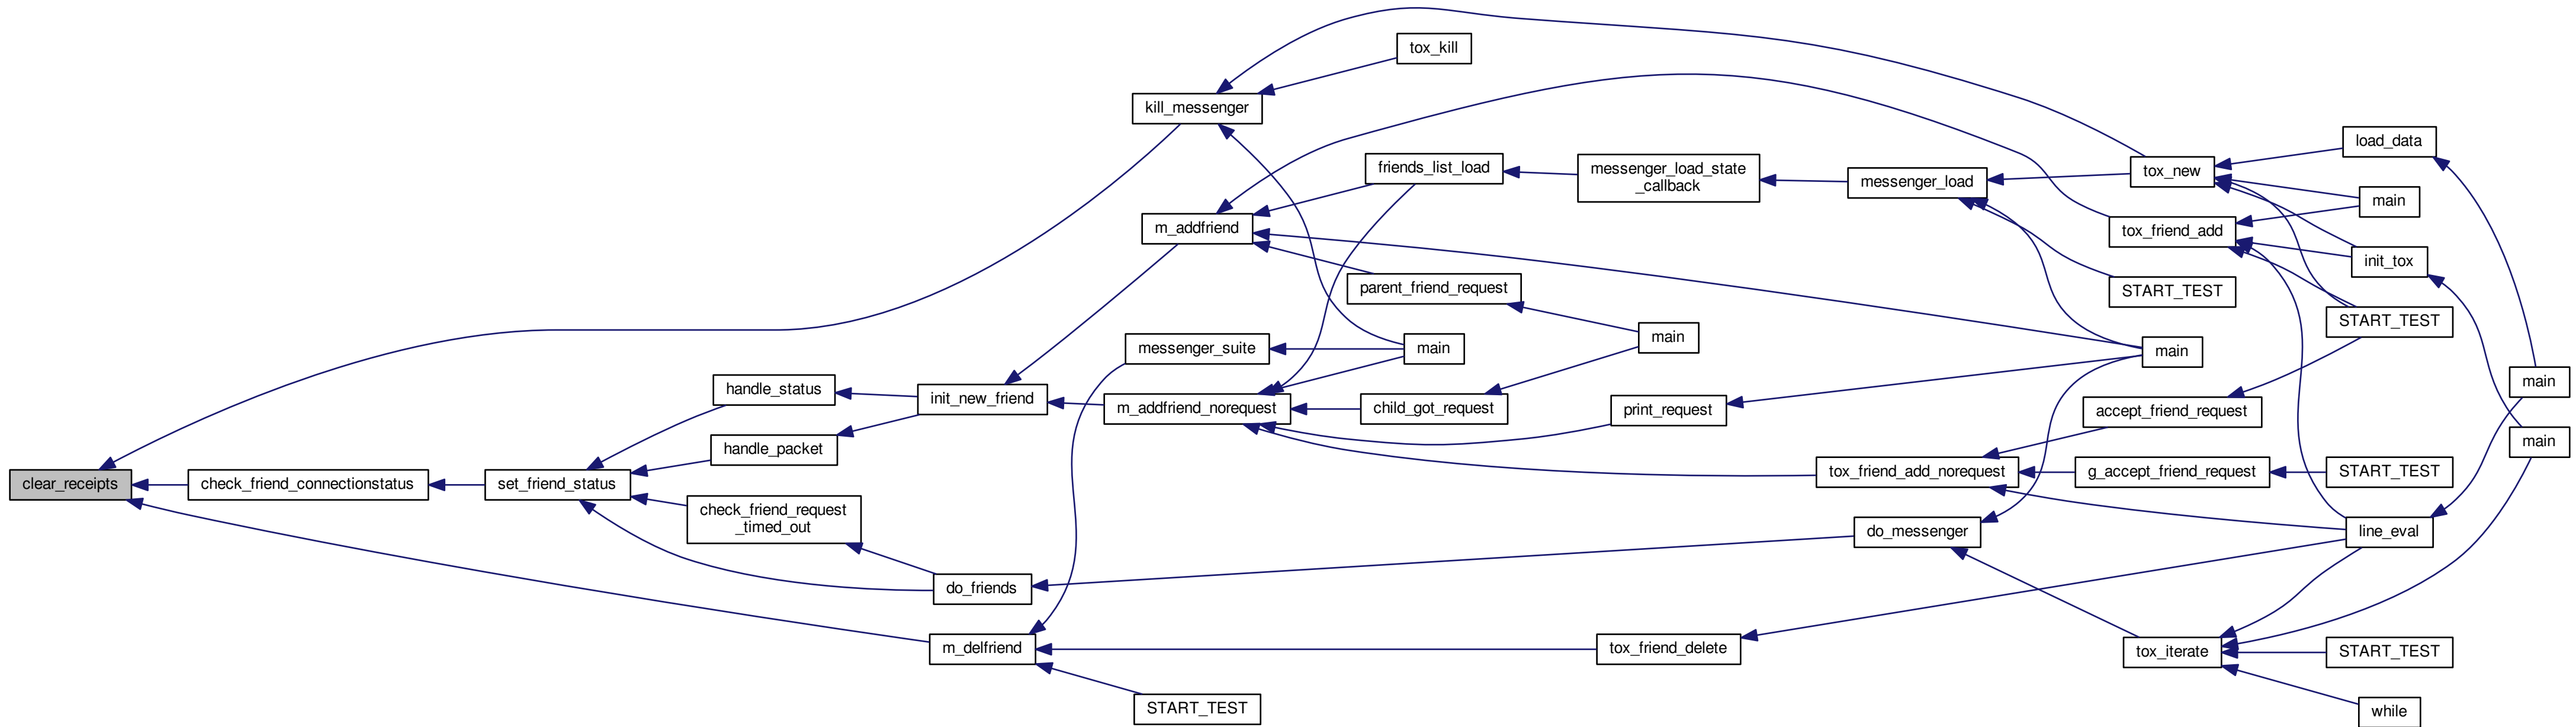 clear_receipts
check_friend_connectionstatus
set_friend_status
handle_status
handle_packet
check_friend_request
_timed_out
init_new_friend
do_friends
m_delfriend
kill_messenger
m_addfriend
messenger_suite
m_addfriend_norequest
START_TEST
tox_kill
friends_list_load
parent_friend_request
main
child_got_request
messenger_load_state
_callback
main
print_request
tox_friend_delete
messenger_load
tox_friend_add_norequest
do_messenger
tox_new
tox_friend_add
START_TEST
main
accept_friend_request
g_accept_friend_request
tox_iterate
load_data
main
init_tox
START_TEST
START_TEST
line_eval
START_TEST
while
main
main